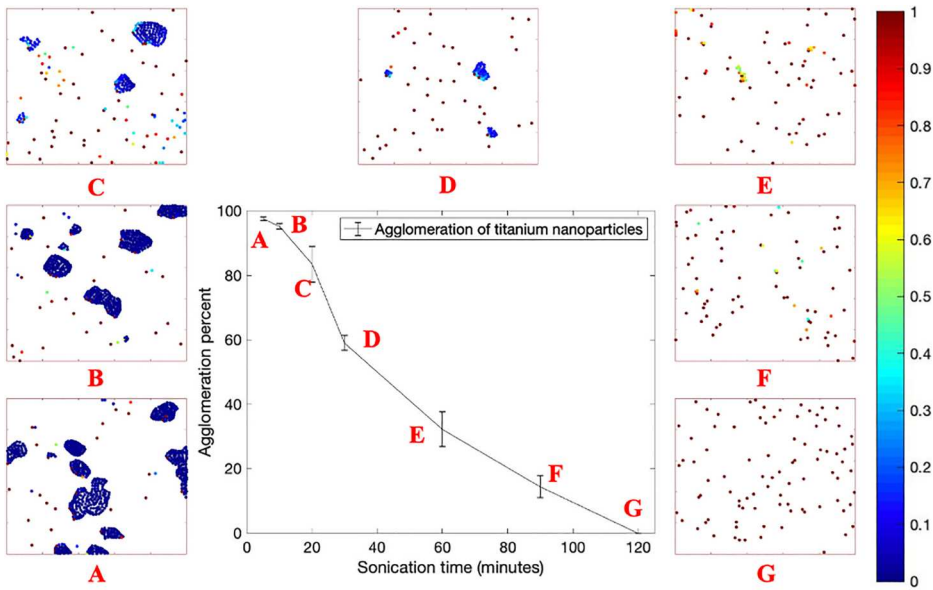 C
D
E
1
0.9
0.8
0.7
0.6
0.5
0.4
0.3
0.2
0.1
0
B
A
F
G
Agglomeration of titanium nanoparticles
A
B
C
D
E
F
G
100
80
60
40
20
0
Agglomeration percent
0
20
40
60
80
100
120
Sonication time (minutes)